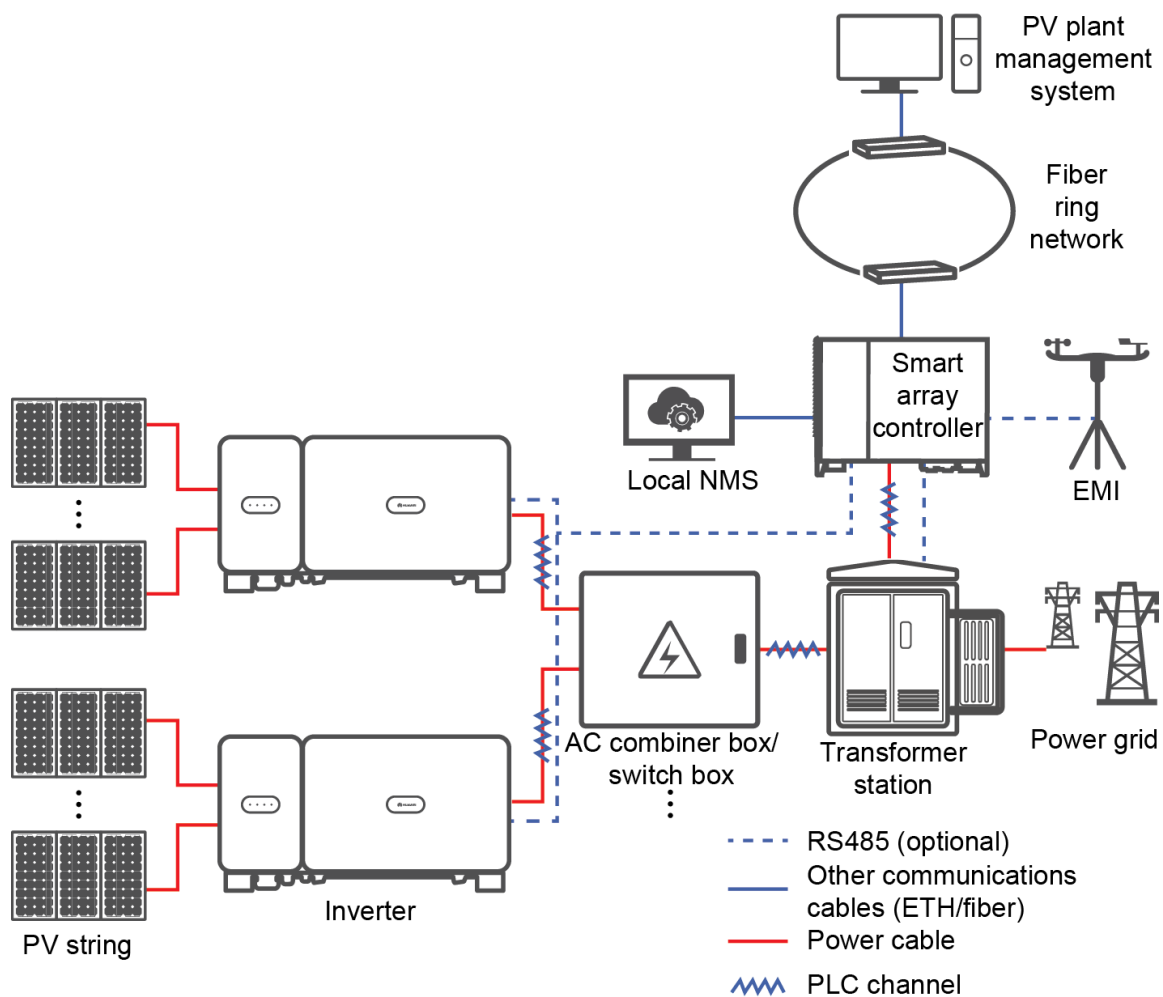 PV plant
management
system
Fiber
ring
network
Smart
array
controller
Local NMS
EMI
AC combiner box/
switch box
Transformer
station
Power grid
Inverter
PV string
RS485 (optional)
Other communications
cables (ETH/fiber)
Power cable
PLC channel